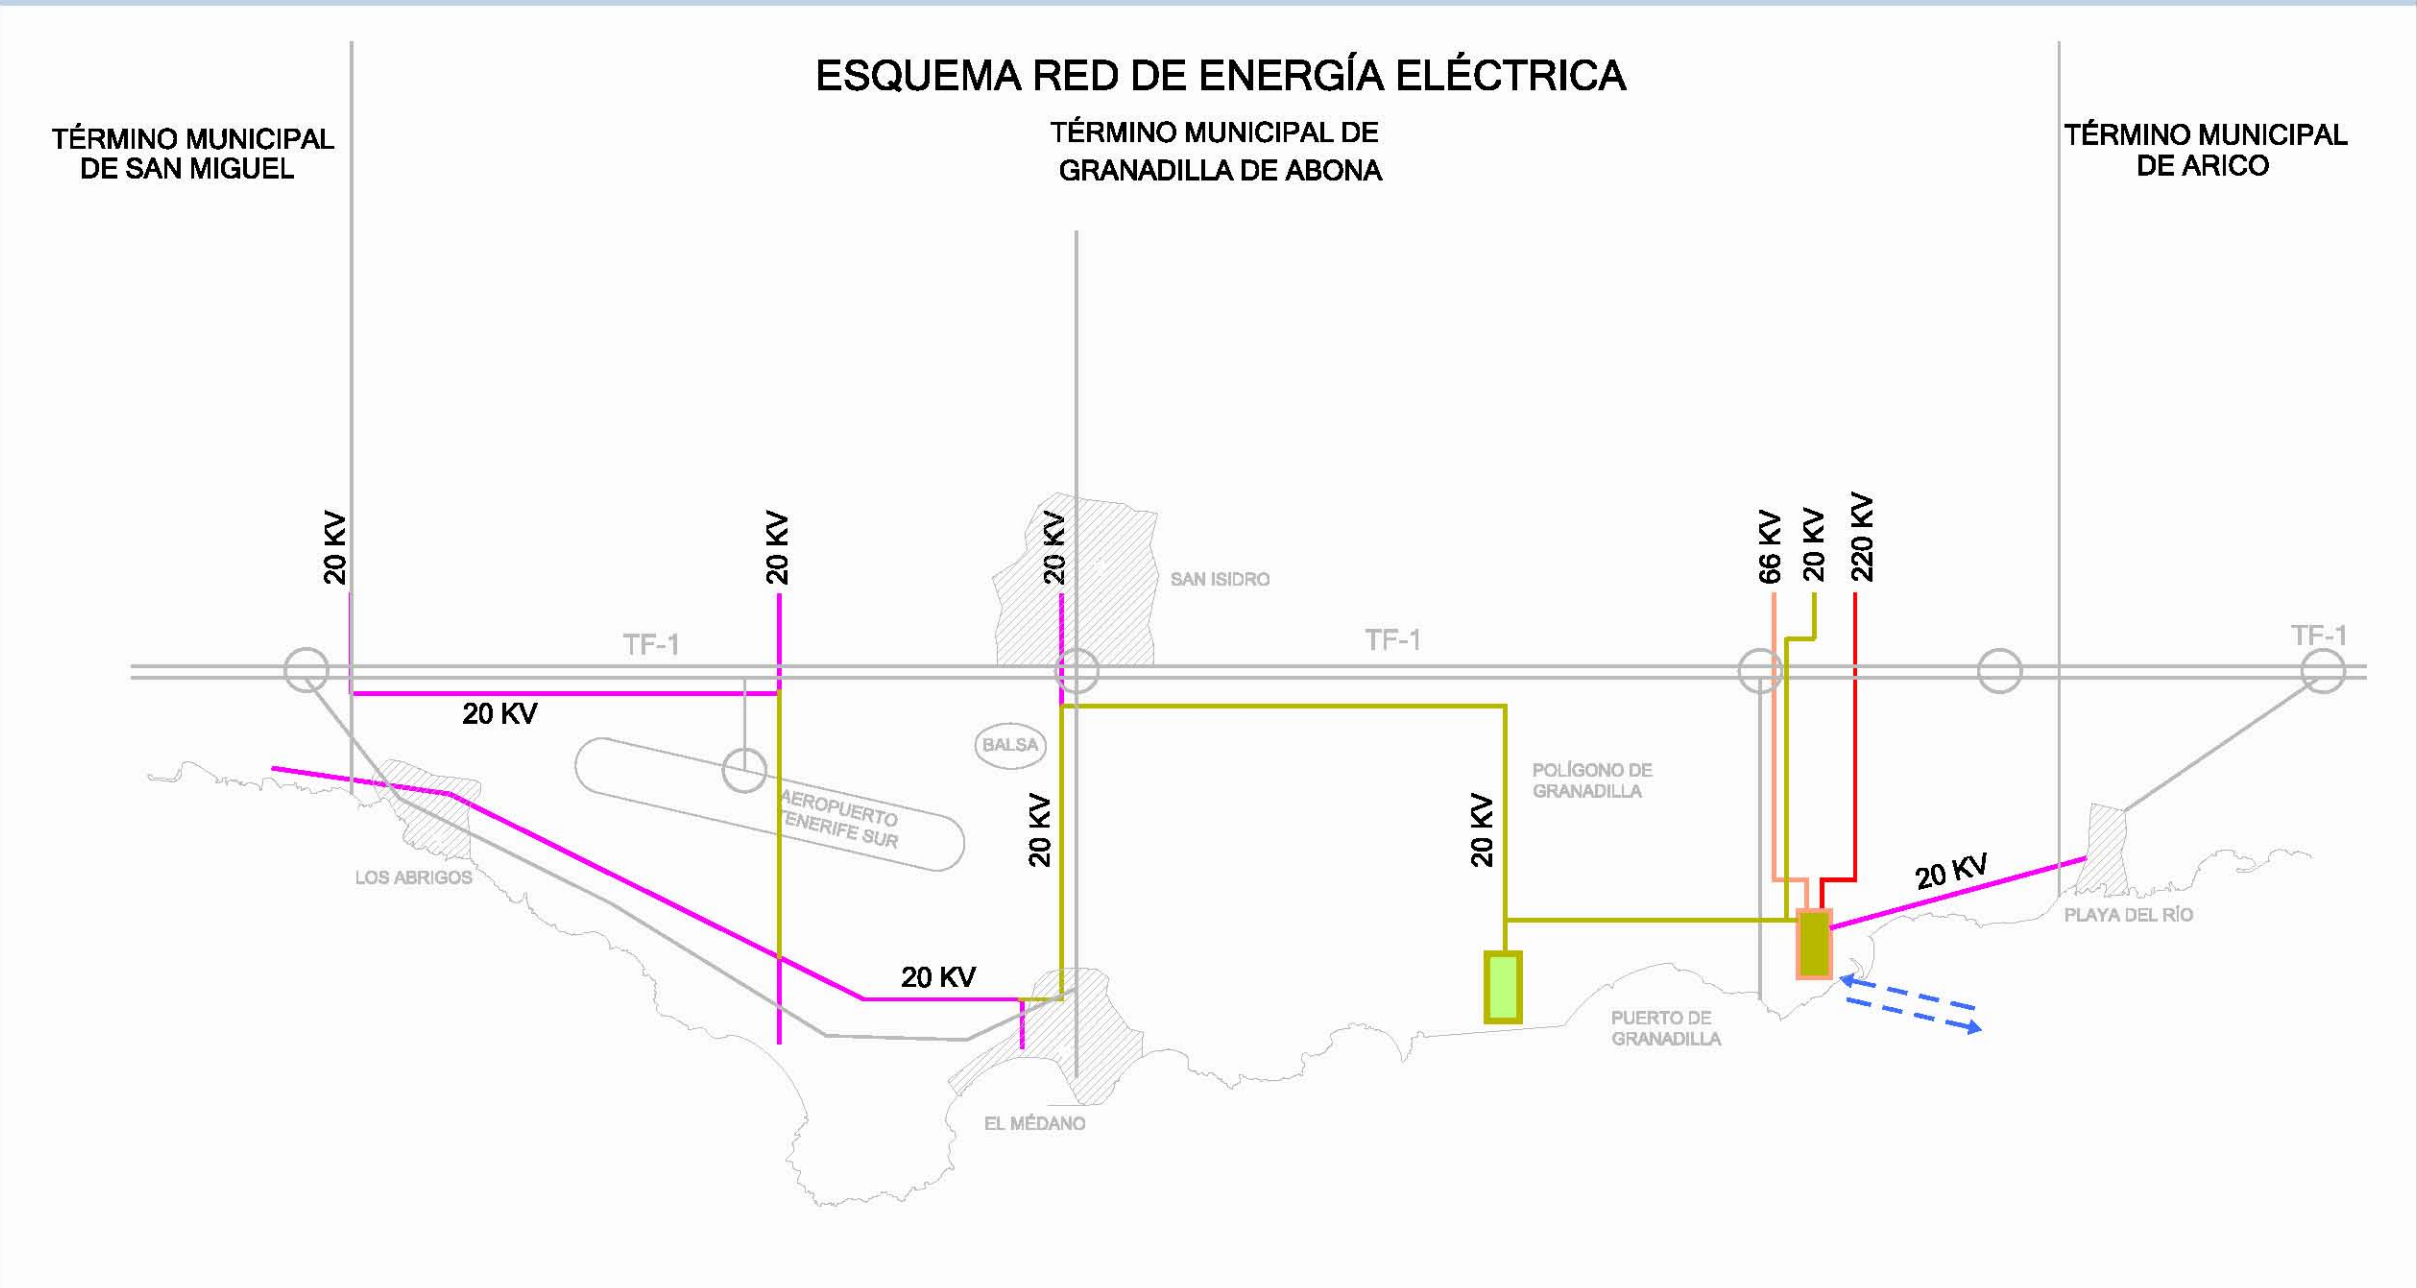 ESQUEMA RED DE ENERGÍA ELÉCTRICA
TÉRMINO MUNICIPAL
DE SAN MIGUEL
TÉRMINO MUNICIPAL DE
GRANADILLA DE ABONA
TÉRMINO MUNICIPAL
DE ARICO
20 KV
20 KV
20 KV
66 KV
20 KV
220 KV
SAN ISIDRO
TF-1
TF-1
TF-1
20 KV
BALSA
AEROPUERTO
TENERIFE SUR
20 KV
20 KV
POLÍGONO DE
GRANADILLA
LOS ABRIGOS
20 KV
PLAYA DEL RÍO
20 KV
PUERTO DE
GRANADILLA
EL MÉDANO